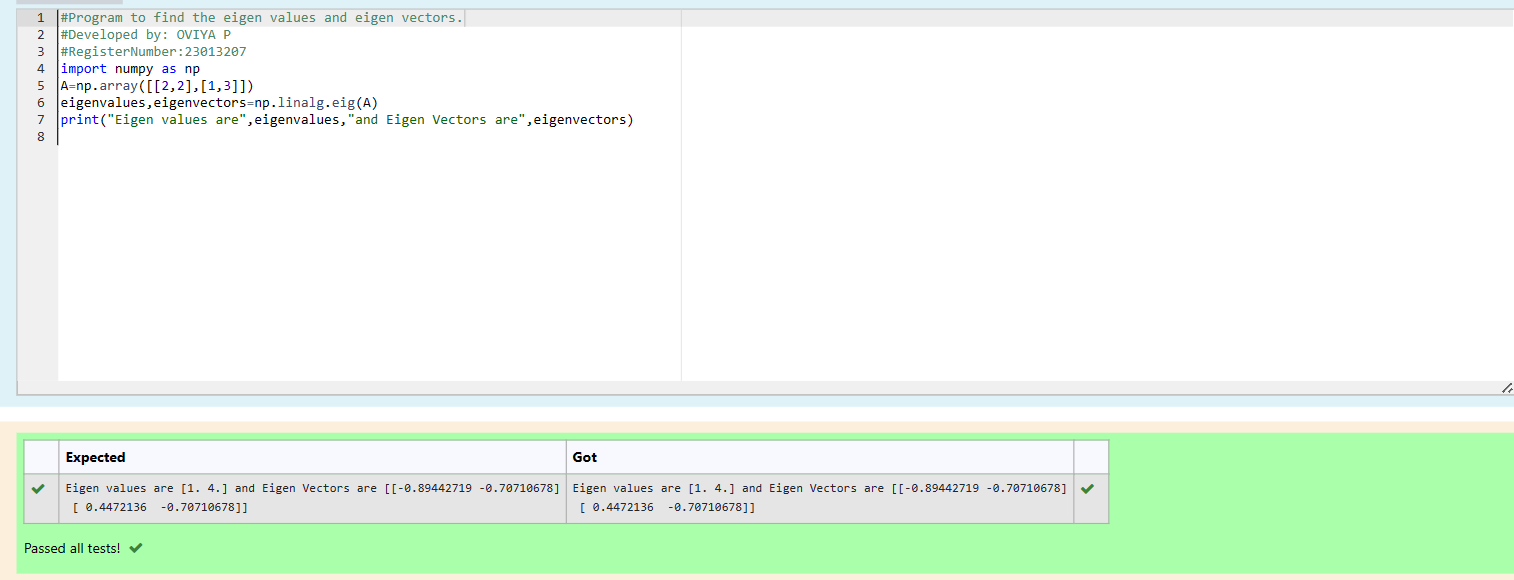 1 #Program to find the eigen values and eigen vectors.
2 #Developed by: OVIYA P
3 #RegisterNumber:23013207
4 import numpy as np
5 A=np.array([[2,2],[1,3]])
6 eigenvalues,eigenvectors=np.linalg.eig(A)
7 print("Eigen values are",eigenvalues,"and Eigen Vectors are",eigenvectors)
8
Expected Got
Eigen values are [1. 4.] and Eigen Vectors are [[-0.89442719 -0.70710678] Eigen values are [1. 4.] and Eigen Vectors are [[-0.89442719 -0.70710678]
[ 0.4472136  -0.70710678]] [ 0.4472136  -0.70710678]]
Passed all tests!